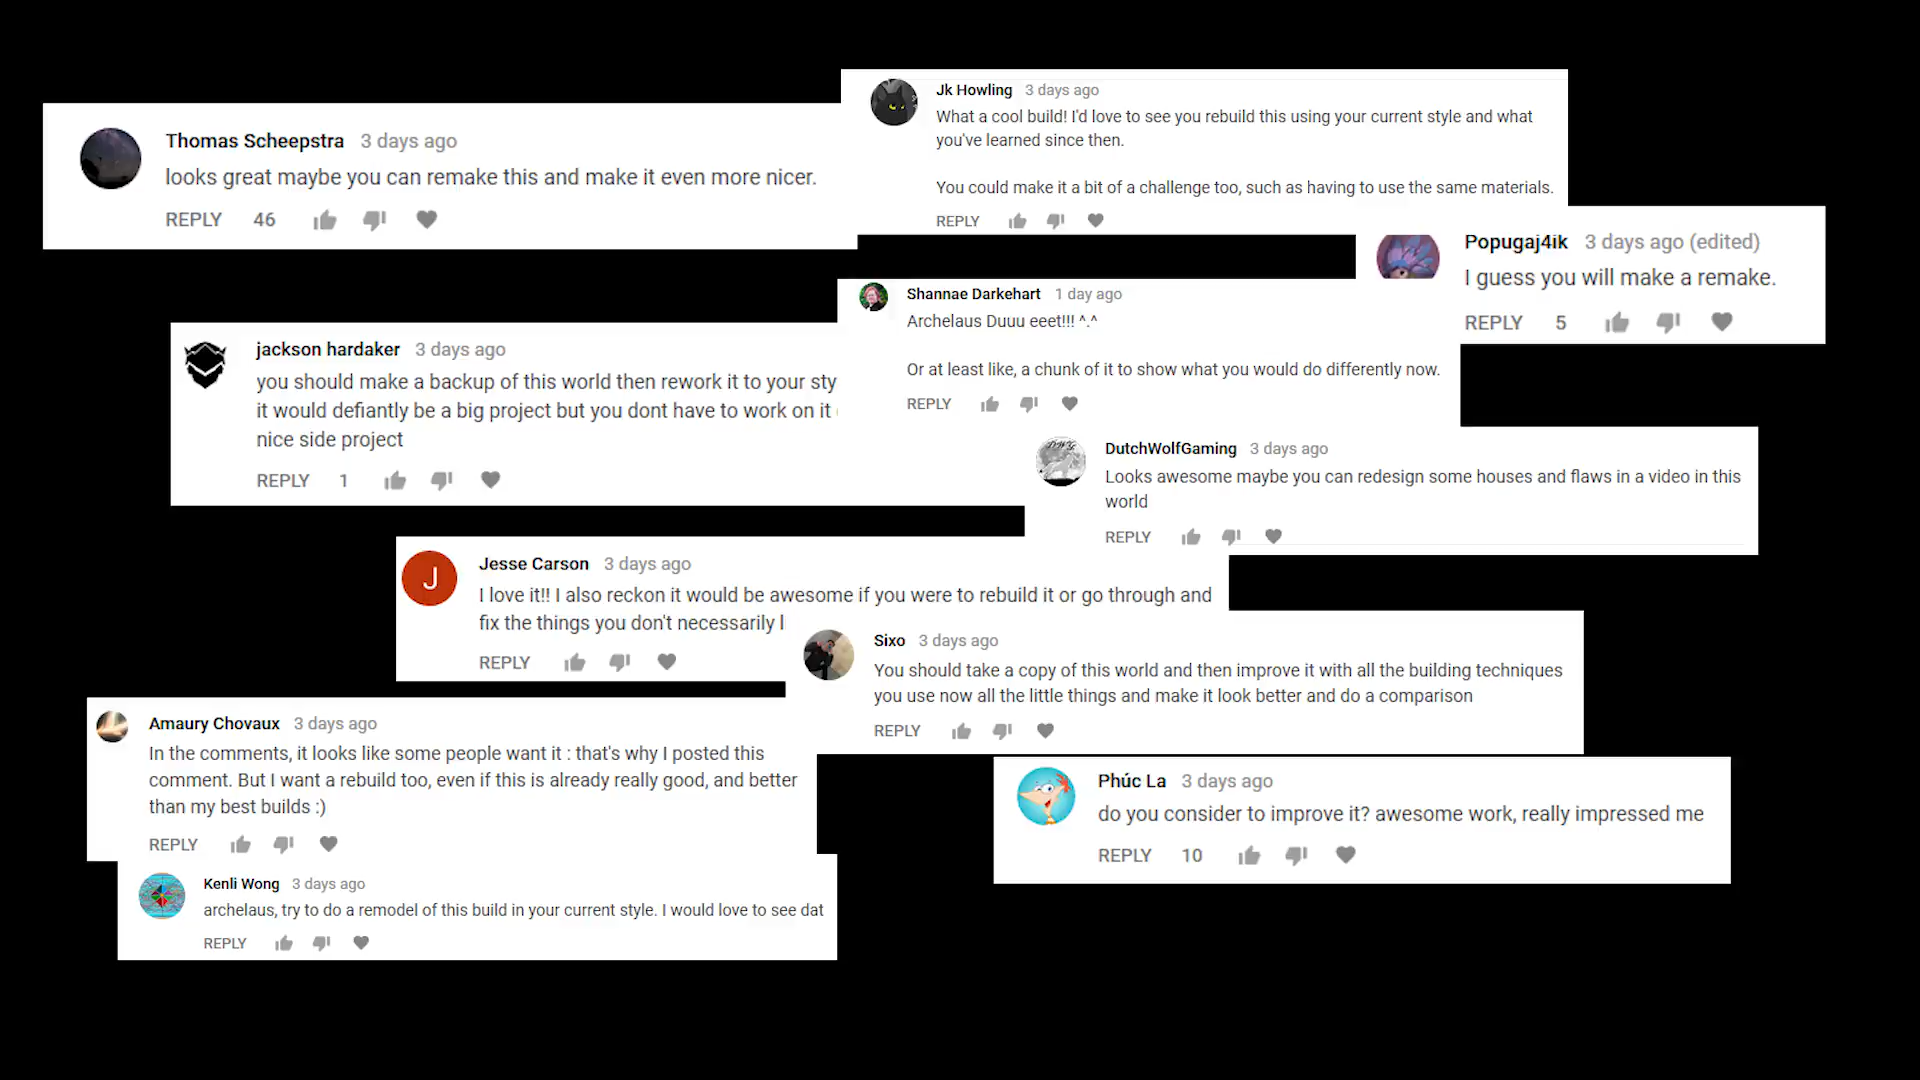 Thomas Scheepstra 3 days ago
looks great maybe you can remake this and make it even more nicer.
REPLY 46
Jk Howling 3 days ago
What a cool build! I'd love to see you rebuild this using your current style and what
you've learned since then.
You could make it a bit of a challenge too, such as having to use the same materials.
REPLY
Popugaj4ik 3 days ago (edited)
I guess you will make a remake.
REPLY 5
Shannae Darkehart 1 day ago
Archelaus Duuu eeet!!! ^.^
Or at least like, a chunk of it to show what you would do differently now.
REPLY
jackson hardaker 3 days ago
you should make a backup of this world then rework it to your sty
it would defiantly be a big project but you dont have to work on it
nice side project
REPLY 1
DutchWolfGaming 3 days ago
Looks awesome maybe you can redesign some houses and flaws in a video in this
world
REPLY
J
Jesse Carson 3 days ago
I love it!! I also reckon it would be awesome if you were to rebuild it or go through and
fix the things you don't necessarily l
REPLY
Sixo 3 days ago
You should take a copy of this world and then improve it with all the building techniques
you use now all the little things and make it look better and do a comparison
REPLY
Amaury Chovaux 3 days ago
In the comments, it looks like some people want it : that's why I posted this
comment. But I want a rebuild too, even if this is already really good, and better
than my best builds :)
REPLY
Phúc La 3 days ago
do you consider to improve it? awesome work, really impressed me
REPLY 10
Kenli Wong 3 days ago
archelaus, try to do a remodel of this build in your current style. I would love to see dat
REPLY